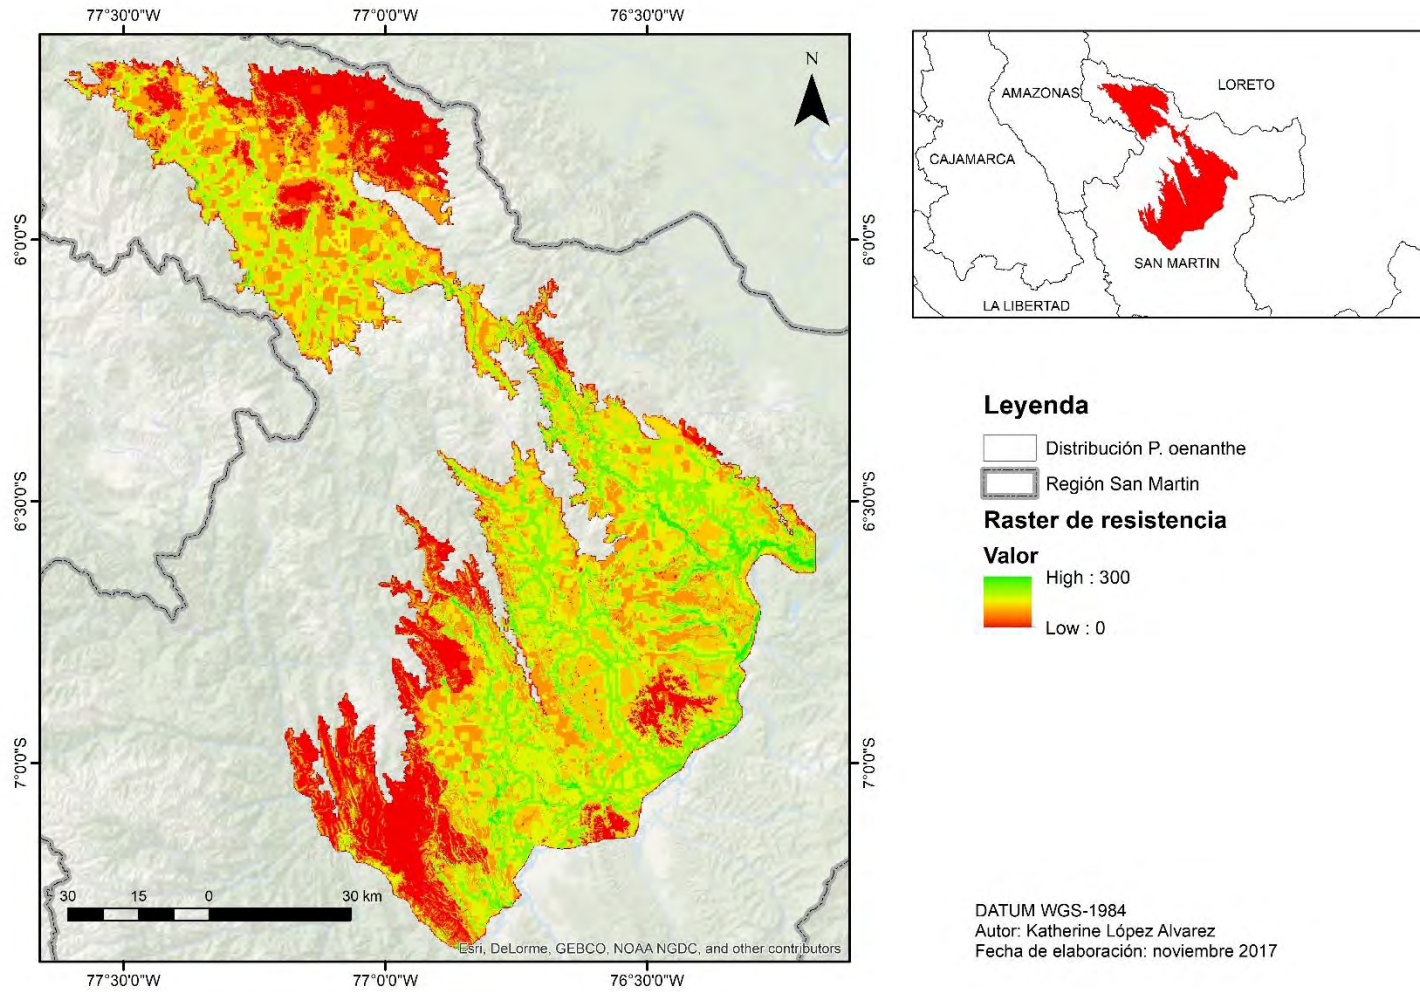 77°30'0"W
77°0'0"W
76°30'0"W
N
6°0'0"S
6°0'0"S
6°30'0"S
6°30'0"S
7°0'0"S
7°0'0"S
30
15
0
30 km
Esri, DeLorme, GEBCO, NOAA NGDC, and other contributors
77°30'0"W
77°0'0"W
76°30'0"W
AMAZONAS
LORETO
CAJAMARCA
SAN MARTIN
LA LIBERTAD
Leyenda
Distribución P. oenanthe
Región San Martin
Raster de resistencia
Valor
High : 300
Low : 0
DATUM WGS-1984
Autor: Katherine López Alvarez
Fecha de elaboración: noviembre 2017